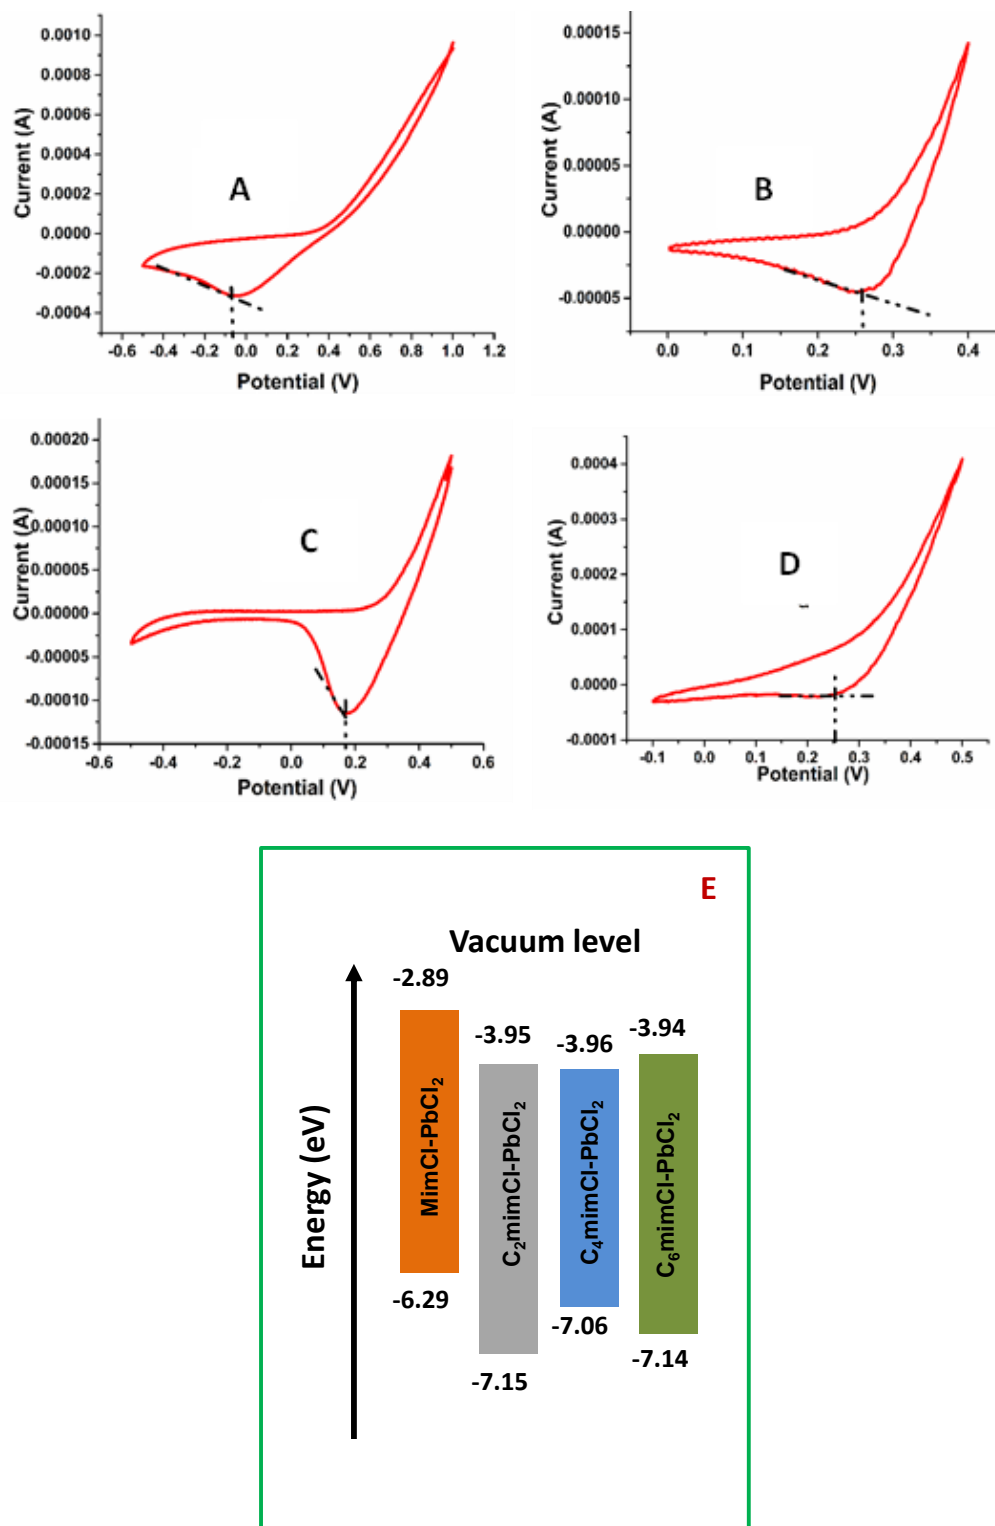 0.0010
0.0008
0.0006
0.0004
0.0002
0.0000
-0.0002
-0.0004
Current (A)
A
-0.6 -0.4 -0.2 0.0 0.2 0.4 0.6 0.8 1.0 1.2
Potential (V)
0.00015
0.00010
0.00005
0.00000
-0.00005
Current (A)
B
0.0 0.1 0.2 0.3 0.4
Potential (V)
0.00020
0.00015
0.00010
0.00005
0.00000
-0.00005
-0.00010
-0.00015
Current (A)
C
-0.6 -0.4 -0.2 0.0 0.2 0.4 0.6
Potential (V)
0.0004
0.0003
0.0002
0.0001
0.0000
-0.0001
Current (A)
D
-0.1 0.0 0.1 0.2 0.3 0.4 0.5
Potential (V)
E
Vacuum level
Energy (eV)
-2.89
-3.95
-3.96
-3.94
MimCl-PbCl₂
C₂mimCl-PbCl₂
C₄mimCl-PbCl₂
C₆mimCl-PbCl₂
-6.29
-7.15
-7.06
-7.14